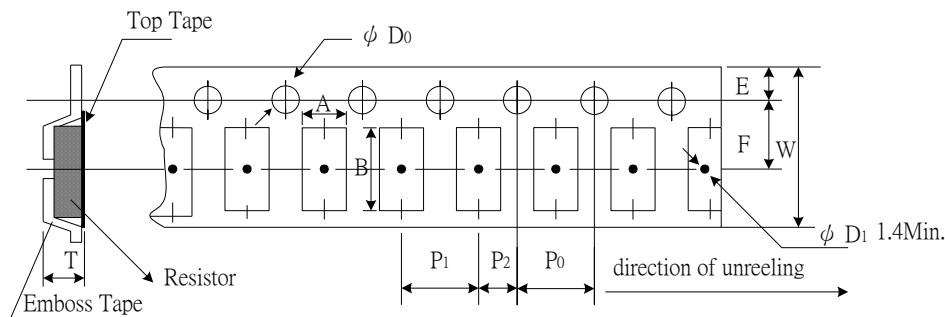 Top Tape
ψ D0
A
E
B
F
W
ψ D1 1.4Min.
T
P1
P2
P0
direction of unreeling
Resistor
Emboss Tape